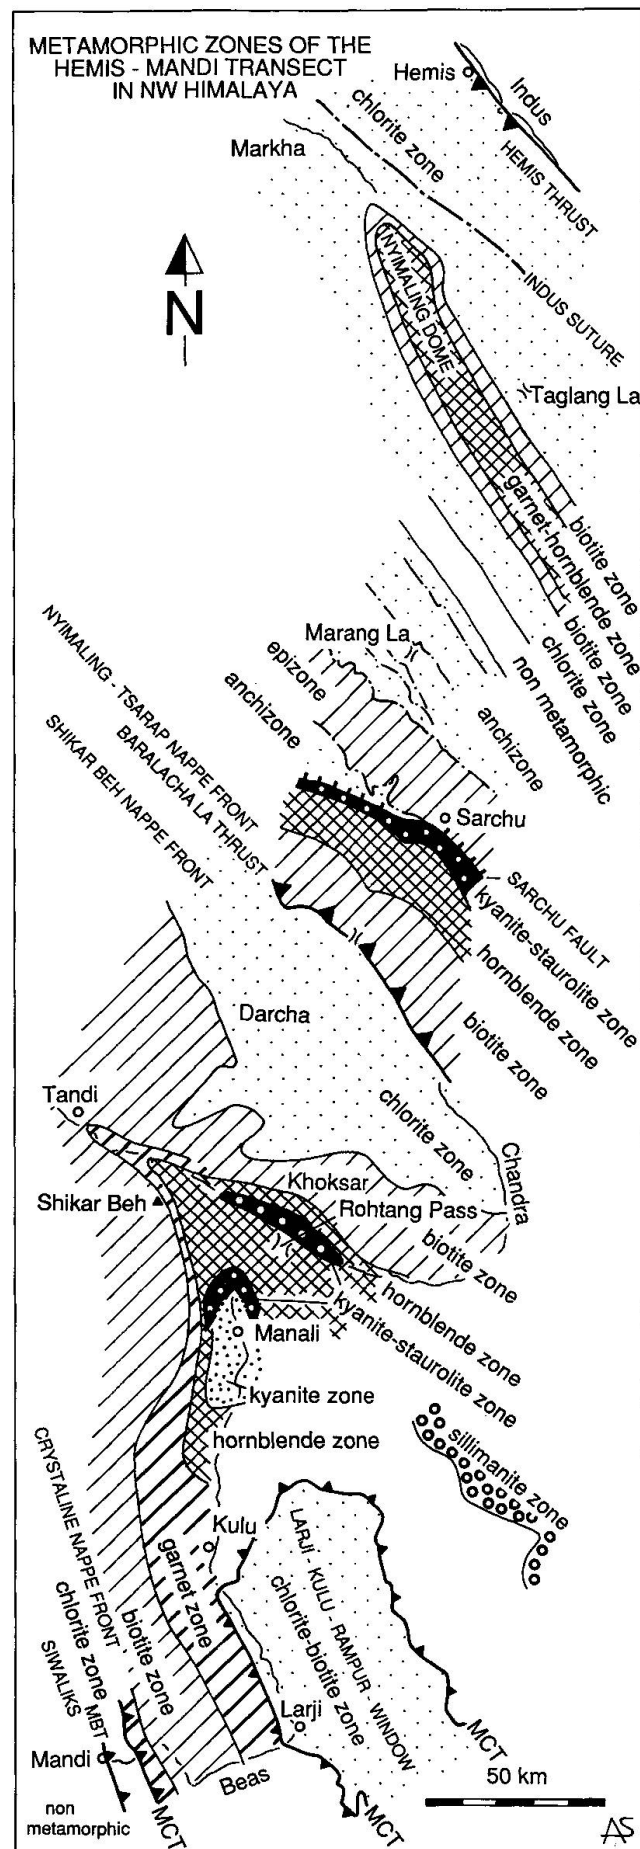 METAMORPHIC ZONES OF THE
HEMIS - MANDI TRANSECT
IN NW HIMALAYA
Hemis
Indus
chlorite zone
HEMIS THRUST
Markha
INDUS SUTURE
N
NYIMALING DOME
Taglang La
biotite zone
garnet-hornblende zone
biotite zone
chlorite zone
non metamorphic
Marang La
epizone
anchizone
anchizone
NYIMALING - TSARAP NAPPE FRONT
BARALACHA LA THRUST
SHIKAR BEH NAPPE FRONT
Sarchu
SARCHU FAULT
kyanite-staurolite zone
hornblende zone
biotite zone
Darcha
chlorite zone
Chandra
Tandi
Khoksar
Shikar Beh
Rohtang Pass
biotite zone
hornblende zone
kyanite-staurolite zone
Manali
kyanite zone
hornblende zone
sillimanite zone
Kulu
garnet zone
LARJI - KULU - RAMPUR - WINDOW
chlorite-biotite zone
CRYSTALINE NAPPE FRONT
biotite zone
chlorite zone
MBT
SIWALIKS
Larji
MCT
Mandi
Beas
50 km
non
metamorphic
MCT
MCT
AS